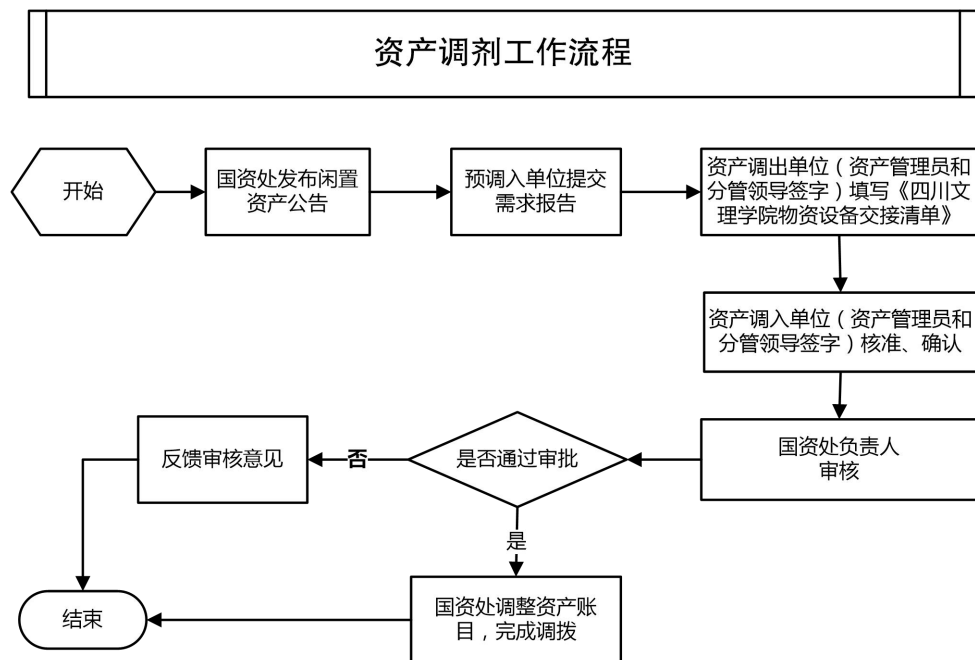 资产调剂工作流程
开始
国资处发布闲置
资产公告
预调入单位提交
需求报告
资产调出单位（资产管理员和
分管领导签字）填写《四川文
理学院物资设备交接清单》
资产调入单位（资产管理员和
分管领导签字）核准、确认
国资处负责人
审核
是否通过审批
否
反馈审核意见
是
国资处调整资产账
目，完成调拨
结束